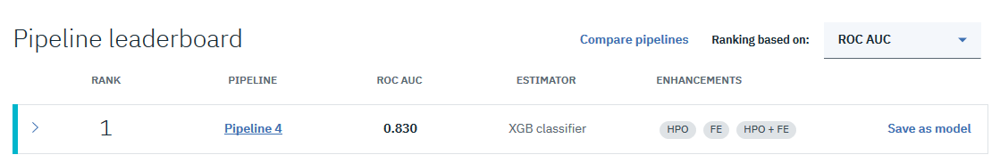 Pipeline leaderboard Compare pipelines Ranking based on: ROC AUC
RANK PIPELINE ROC AUC ESTIMATOR ENHANCEMENTS
1 Pipeline 4 0.830 XGB classifier HPO FE HPO + FE Save as model